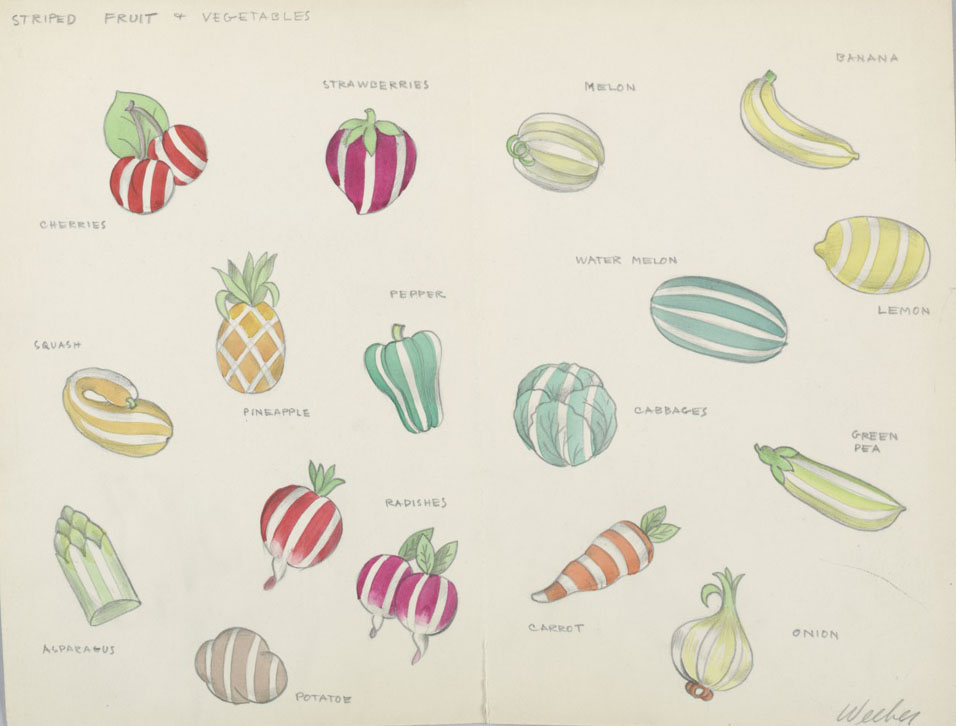 STRIPED FRUIT + VEGETABLES
BANANA
STRAWBERRIES
MELON
CHERRIES
WATER MELON
PEPPER
LEMON
SQUASH
PINEAPPLE
CABBAGES
GREEN
PEA
RADISHES
CARROT
ONION
ASPARAGUS
POTATOE